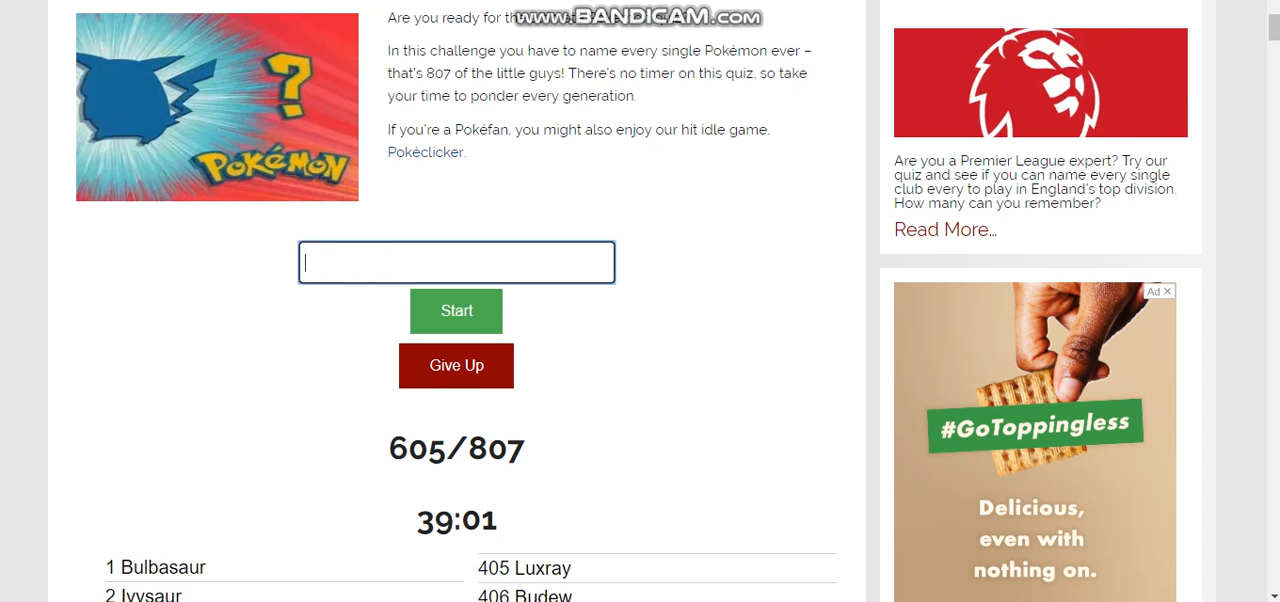 Are you ready for th
www.BANDICAM.com
In this challenge you have to name every single Pokémon ever –
that's 807 of the little guys! There's no timer on this quiz, so take
your time to ponder every generation.
If you're a Pokéfan, you might also enjoy our hit idle game,
Pokéclicker.
?
POKéMON
Start
Give Up
605/807
39:01
1 Bulbasaur
2 Ivysaur
405 Luxray
406 Budew
Are you a Premier League expert? Try our
quiz and see if you can name every single
club every to play in England's top division.
How many can you remember?
Read More...
Ad ✕
#GoToppingless
Delicious,
even with
nothing on.